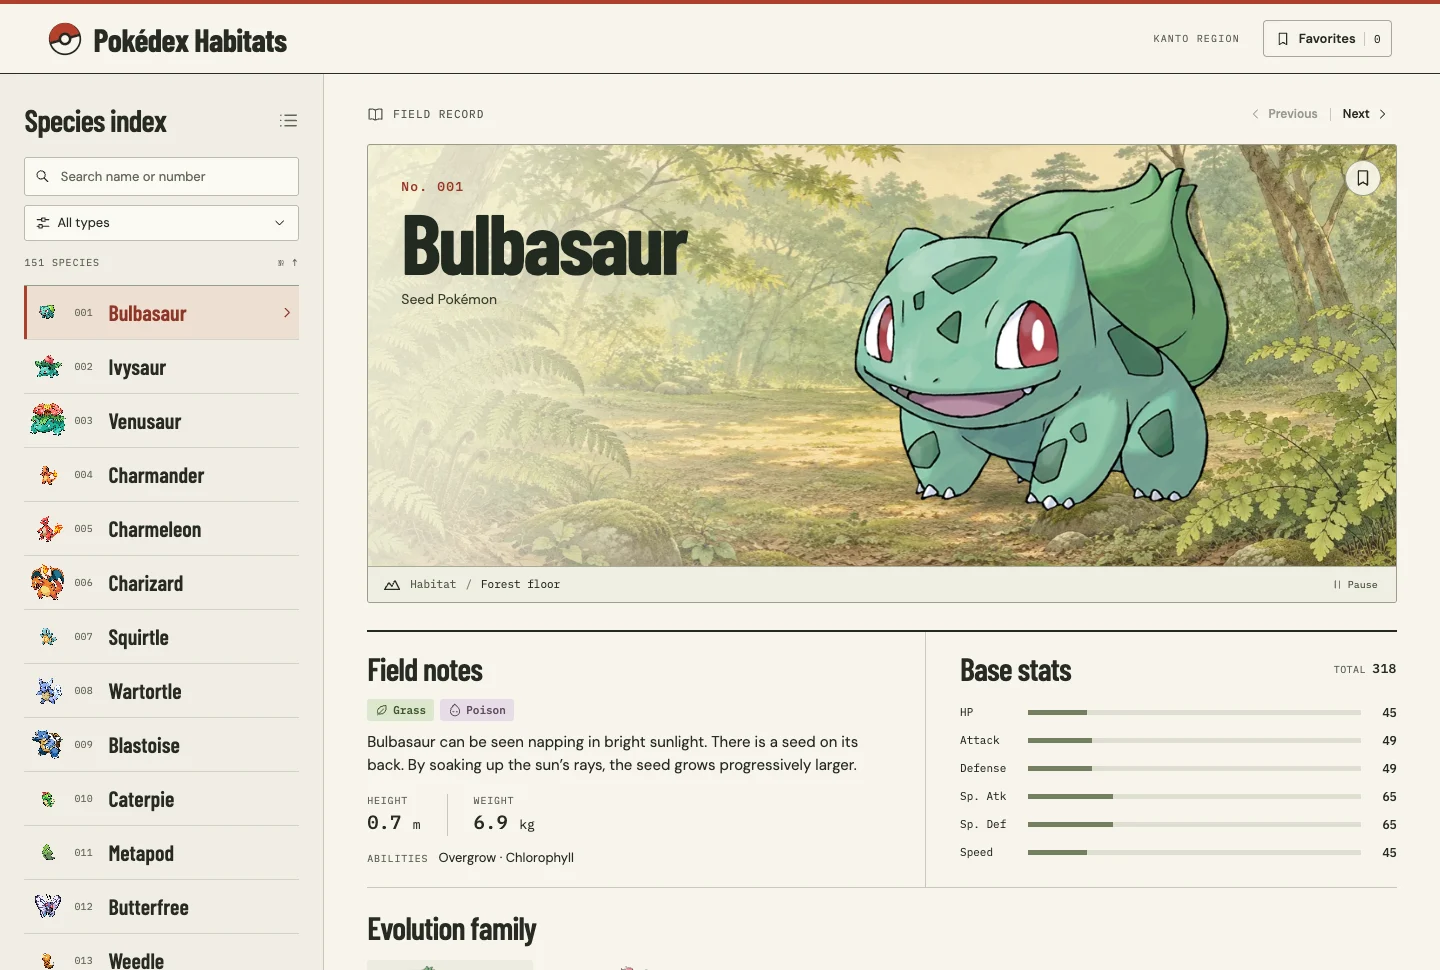 Pokédex Habitats
KANTO REGION
Favorites 0
Species index
Search name or number
All types
151 SPECIES
001 Bulbasaur
002 Ivysaur
003 Venusaur
004 Charmander
005 Charmeleon
006 Charizard
007 Squirtle
008 Wartortle
009 Blastoise
010 Caterpie
011 Metapod
012 Butterfree
013 Weedle
FIELD RECORD
Previous
Next
No. 001
Bulbasaur
Seed Pokémon
Habitat / Forest floor
Pause
Field notes
Grass Poison
Bulbasaur can be seen napping in bright sunlight. There is a seed on its
back. By soaking up the sun’s rays, the seed grows progressively larger.
HEIGHT WEIGHT
0.7 m 6.9 kg
ABILITIES Overgrow · Chlorophyll
Base stats
TOTAL 318
HP 45
Attack 49
Defense 49
Sp. Atk 65
Sp. Def 65
Speed 45
Evolution family